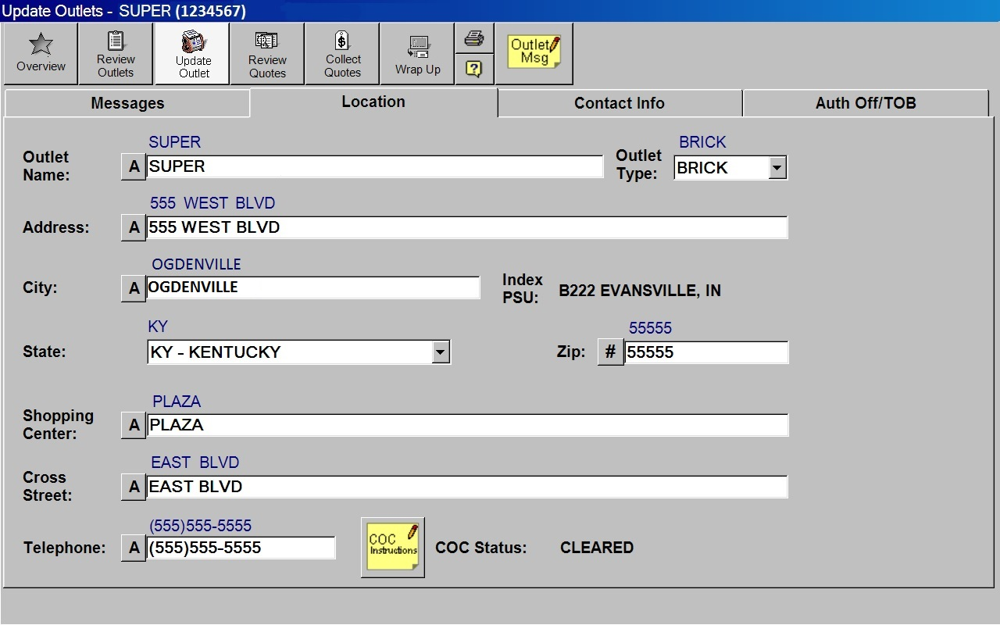 Update Outlets - SUPER (1234567)
Overview
Review
Outlets
Update
Outlet
Review
Quotes
$
Collect
Quotes
Wrap Up
?
Outlet
Msg
Messages
Location
Contact Info
Auth Off/TOB
SUPER
BRICK
Outlet
Name:
A
SUPER
Outlet
Type:
BRICK
555 WEST BLVD
Address:
A
555 WEST BLVD
OGDENVILLE
City:
A
OGDENVILLE
Index
PSU:
B222 EVANSVILLE, IN
KY
55555
State:
KY - KENTUCKY
Zip:
#
55555
PLAZA
Shopping
Center:
A
PLAZA
EAST BLVD
Cross
Street:
A
EAST BLVD
(555)555-5555
Telephone:
A
(555)555-5555
COC
Instructions
COC Status:
CLEARED